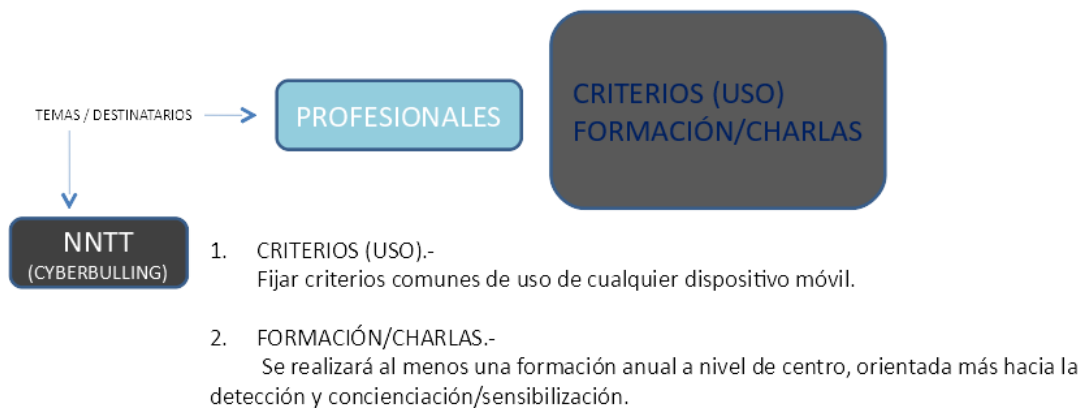 TEMAS / DESTINATARIOS
PROFESIONALES
CRITERIOS (USO)
FORMACIÓN/CHARLAS
NNTT
(CYBERBULLING)
1. CRITERIOS (USO).-
Fijar criterios comunes de uso de cualquier dispositivo móvil.
2. FORMACIÓN/CHARLAS.-
Se realizará al menos una formación anual a nivel de centro, orientada más hacia la
detección y concienciación/sensibilización.